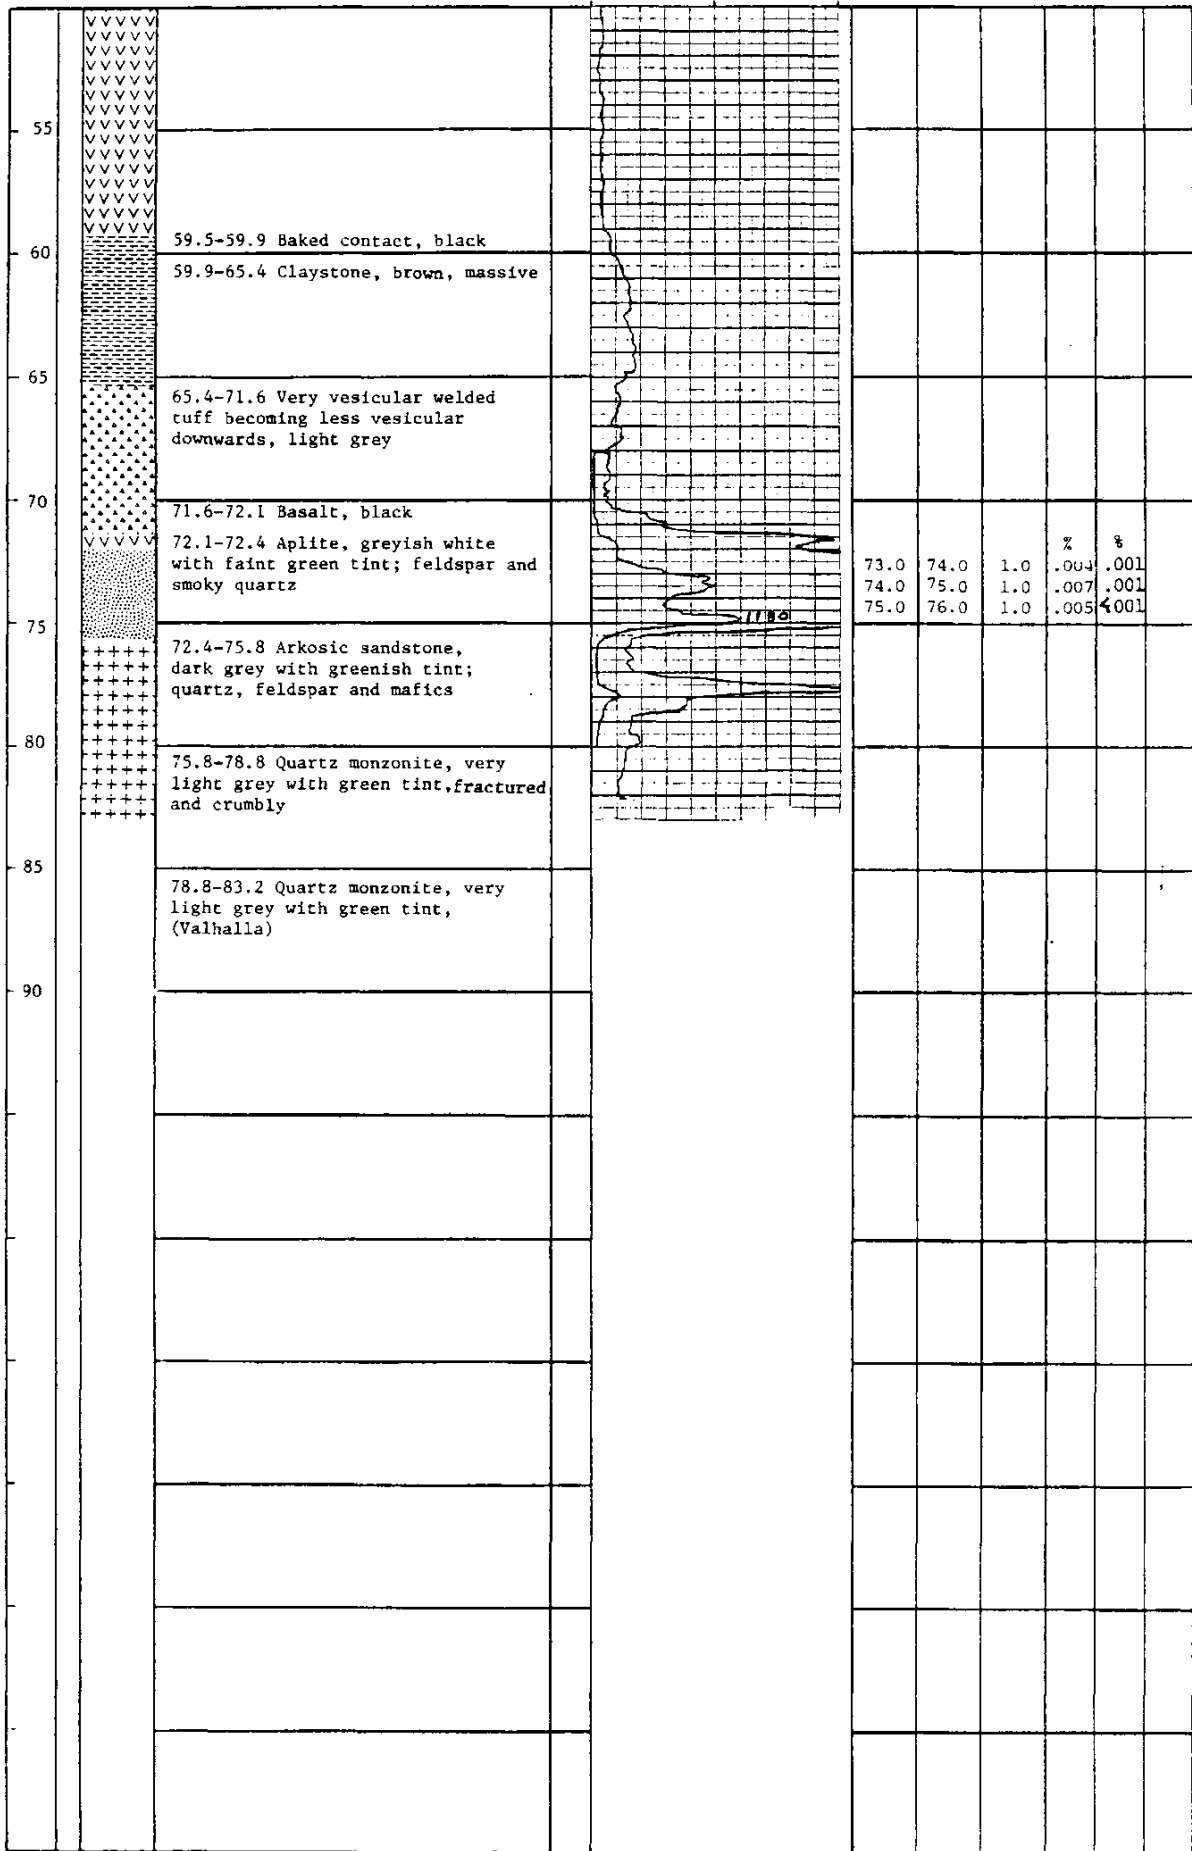 55
59.5-59.9 Baked contact, black
60
59.9-65.4 Claystone, brown, massive
65
65.4-71.6 Very vesicular welded
tuff becoming less vesicular
downwards, light grey
70
71.6-72.1 Basalt, black
72.1-72.4 Aplite, greyish white
with faint green tint; feldspar and
smoky quartz
% %
73.0 74.0 1.0 .004 .001
74.0 75.0 1.0 .007 .001
75.0 76.0 1.0 .005 <001
1180
75
72.4-75.8 Arkosic sandstone,
dark grey with greenish tint;
quartz, feldspar and mafics
80
75.8-78.8 Quartz monzonite, very
light grey with green tint, fractured
and crumbly
85
78.8-83.2 Quartz monzonite, very
light grey with green tint,
(Valhalla)
90